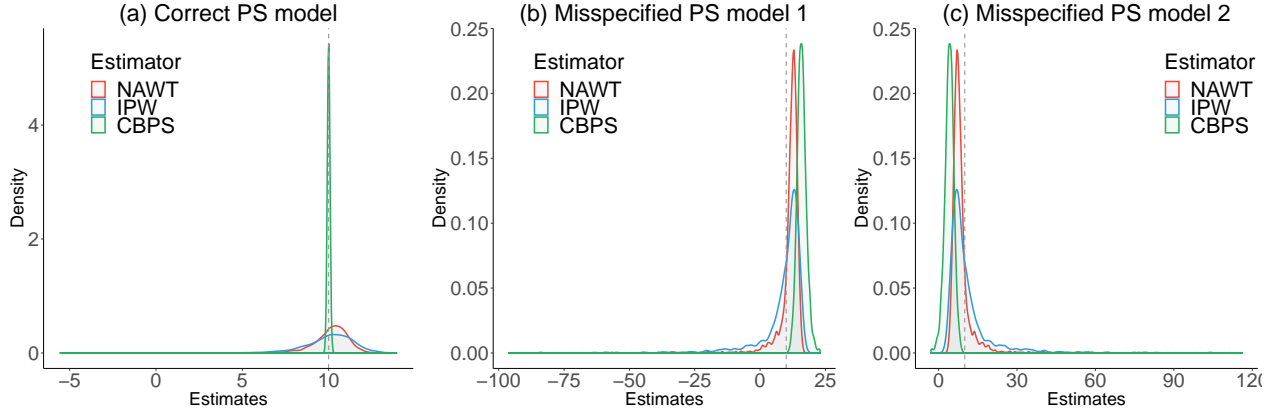 (a) Correct PS model
Density
4
2
0
Estimator
NAWT
IPW
CBPS
−5
0
5
10
Estimates
(b) Misspecified PS model 1
Density
0.25
0.20
0.15
0.10
0.05
0.00
Estimator
NAWT
IPW
CBPS
−100
−75
−50
−25
0
25
Estimates
(c) Misspecified PS model 2
Density
0.25
0.20
0.15
0.10
0.05
0.00
Estimator
NAWT
IPW
CBPS
0
30
60
90
Estimates